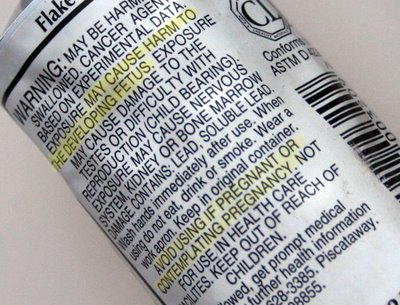 Flake
CL
Conforms
ASTM D
WARNING: MAY BE HARM
SWALLOWED. CANCER AGENT
BASED ON EXPERIMENTAL DATA.
EXPOSURE MAY CAUSE HARM TO
THE DEVELOPING FETUS. EXPOSURE
MAY CAUSE DAMAGE TO THE
TESTES OR DIFFICULTY WITH
REPRODUCTION (CHILD BEARING).
EXPOSURE MAY CAUSE NERVOUS
SYSTEM, KIDNEY OR BONE MARROW
DAMAGE. CONTAINS: LEAD, SOLUBLE LEAD.
Wash hands immediately after use. When
using do not eat, drink or smoke. Wear a
work apron. Keep in original container.
AVOID USING IF PREGNANT OR
CONTEMPLATING PREGNANCY. NOT
FOR USE IN HEALTH CARE
KEEP OUT OF REACH OF
CHILDREN.
get prompt medical
other health information
Piscataway,